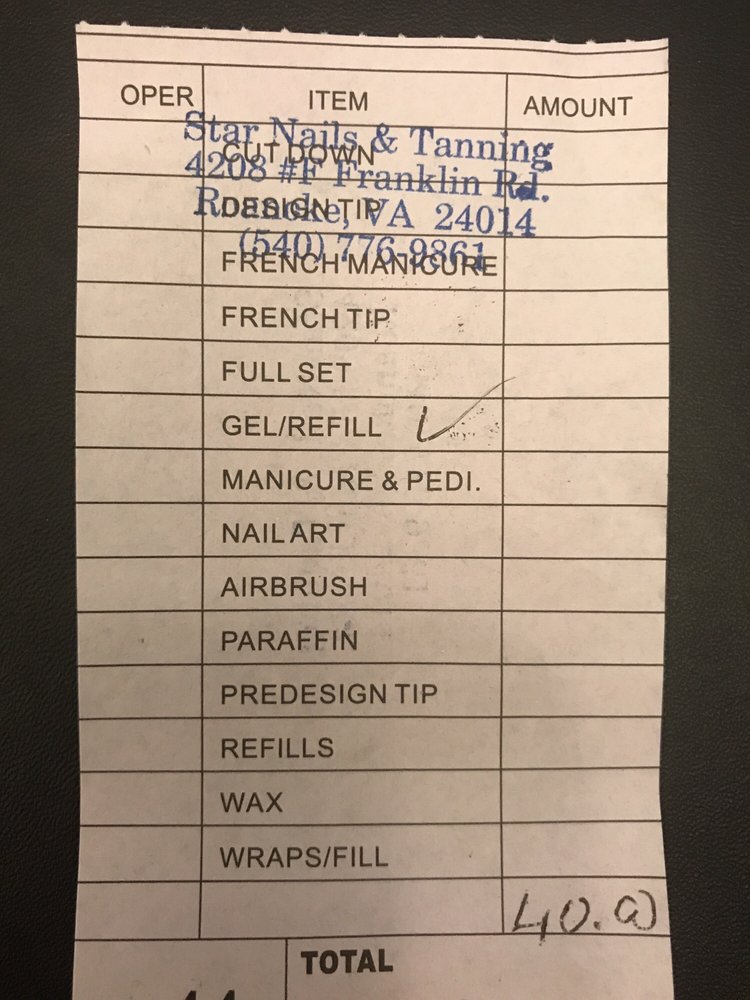 OPER ITEM AMOUNT
Star Nails & Tanning
CUT DOWN
4208 #F Franklin Rd.
DESIGN TIP
Roanoke, VA 24014
(540) 776-9861
FRENCH MANICURE
FRENCH TIP
FULL SET
GEL/REFILL ✓
MANICURE & PEDI.
NAIL ART
AIRBRUSH
PARAFFIN
PREDESIGN TIP
REFILLS
WAX
WRAPS/FILL
40.00
TOTAL